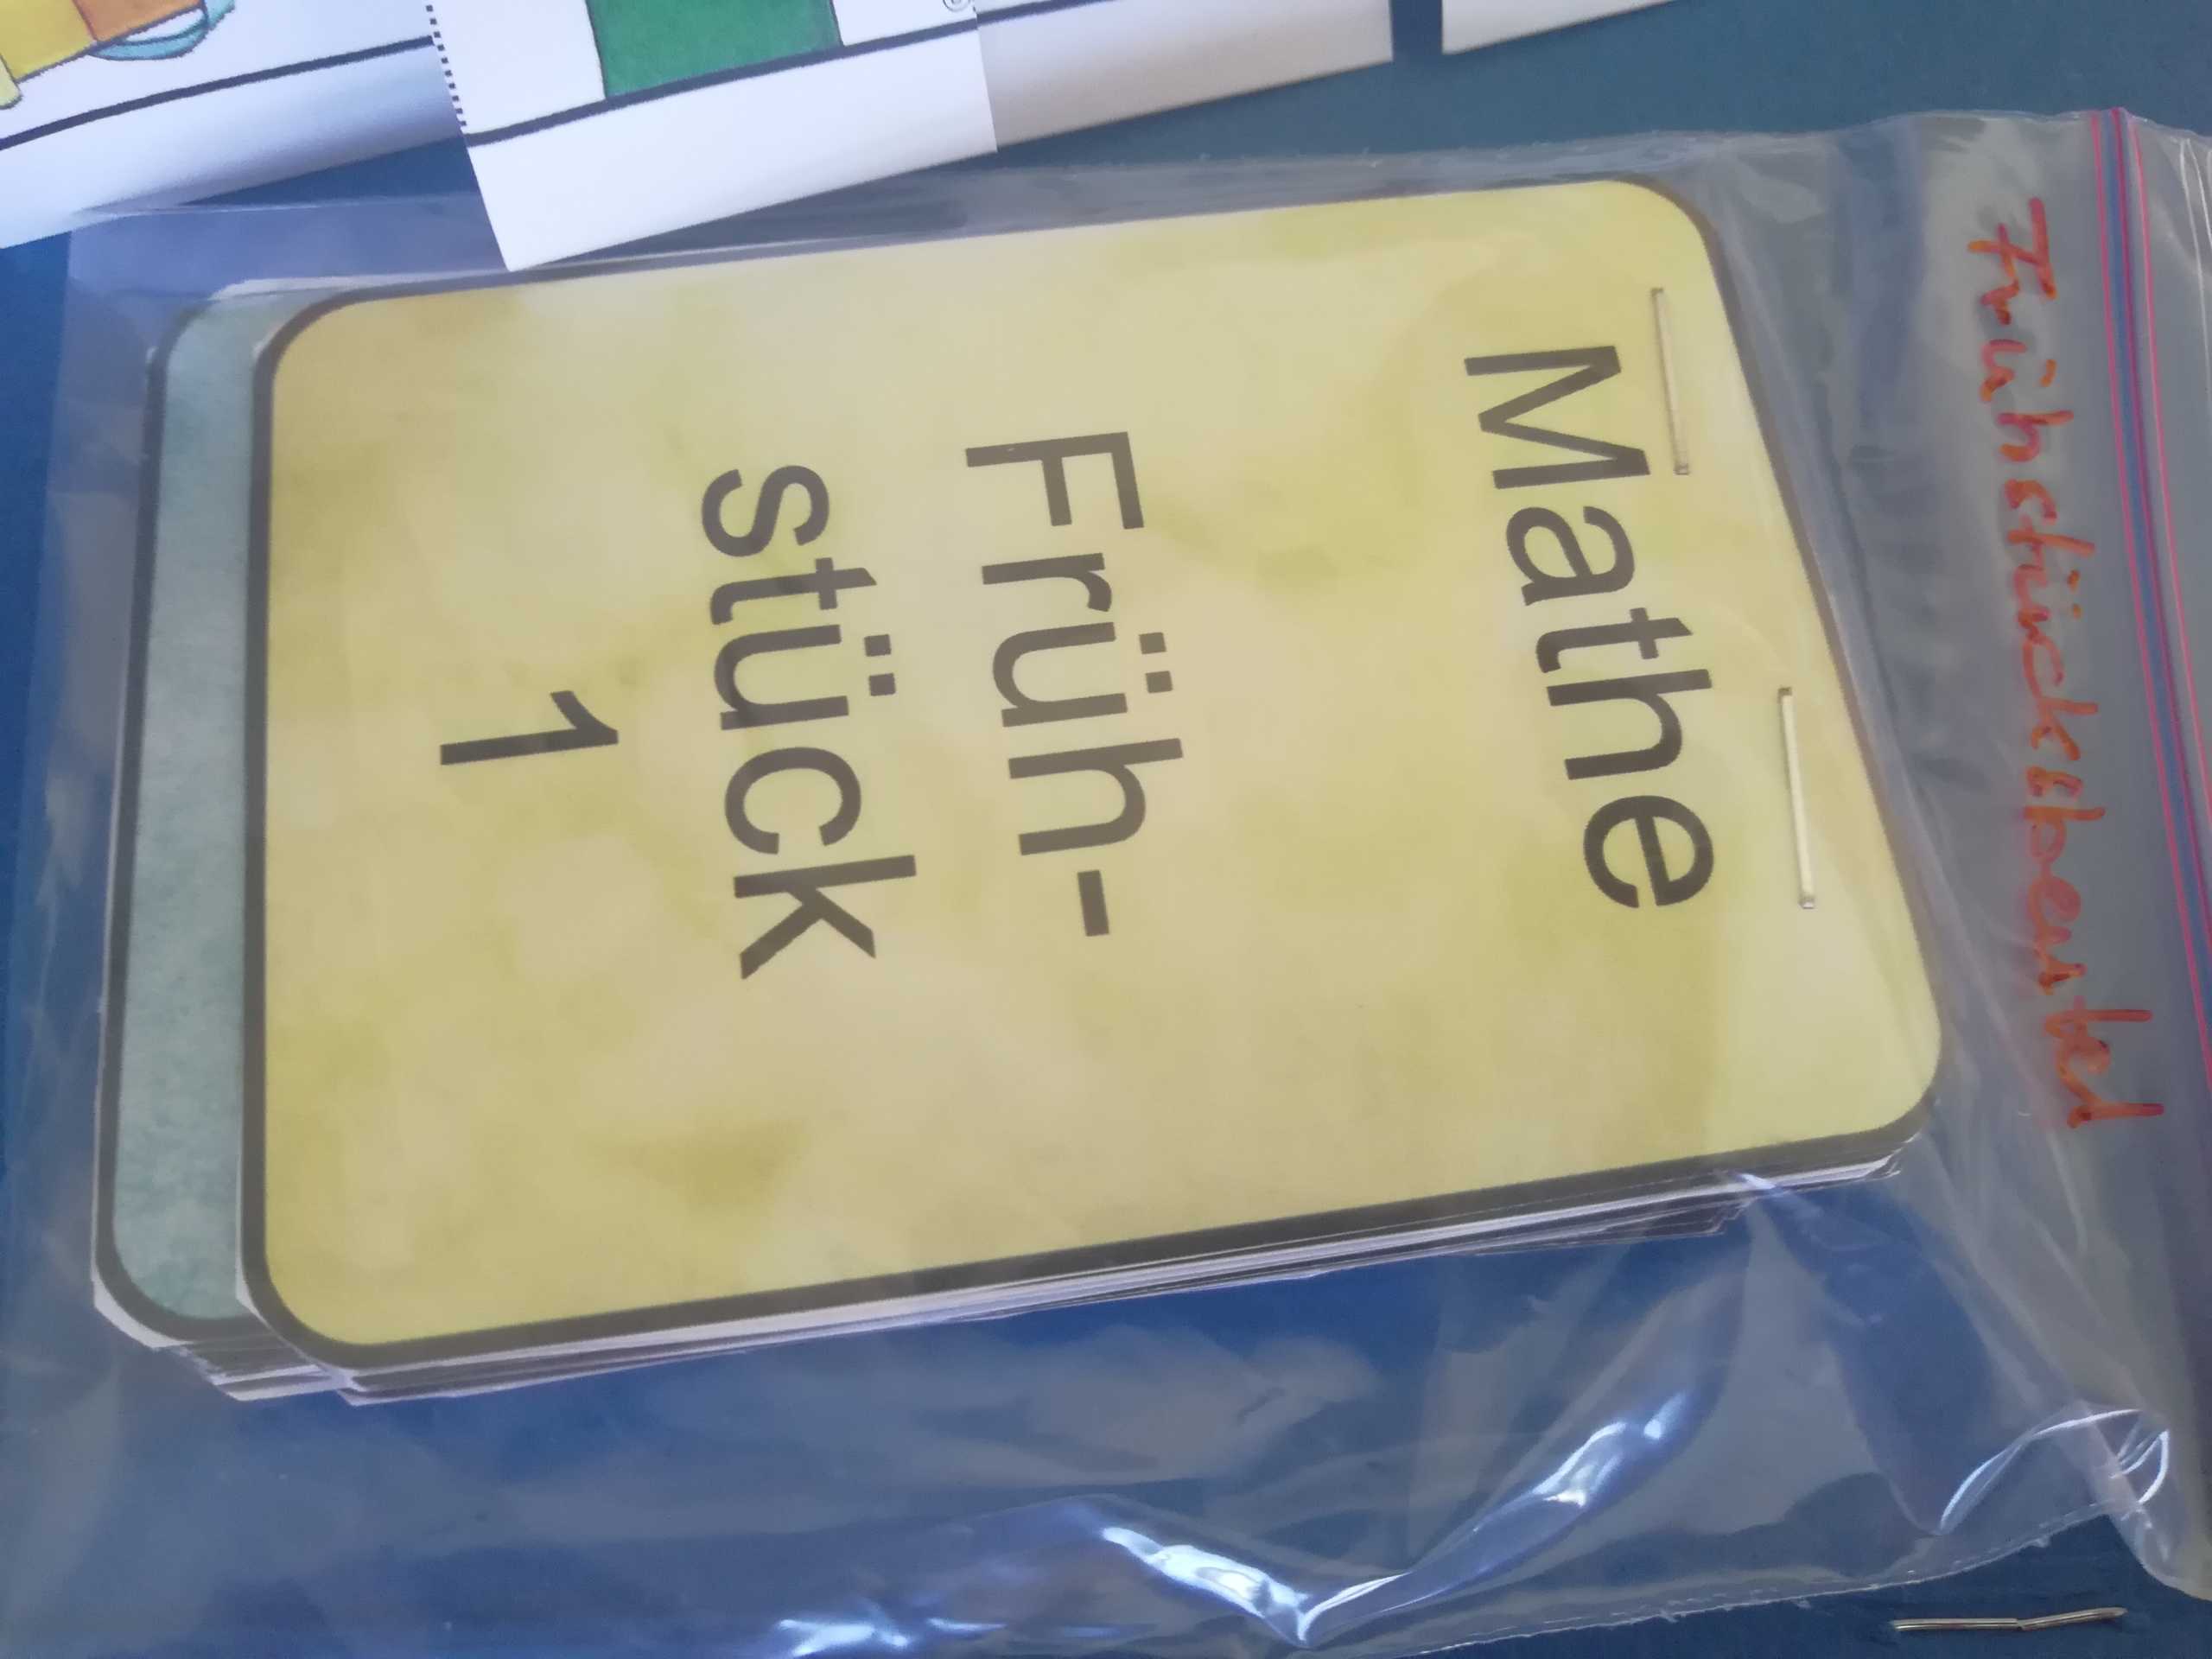 Mathe
Früh-
stück
1
Frühstücksbeutel